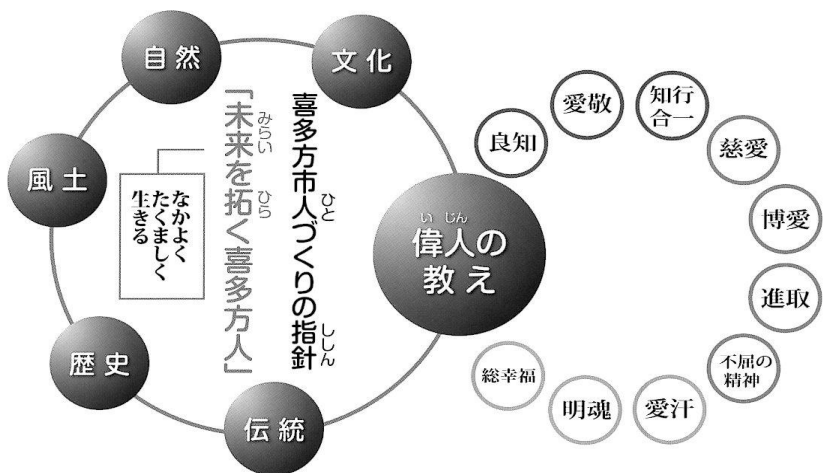 自然
文化
風土
歴史
伝統
喜多方市人づくりの指針
ひと
ししん
「未来を拓く喜多方人」
みらい
ひら
なかよく
たくましく
生きる
いじん
偉人の
教え
良知
愛敬
知行
合一
慈愛
博愛
進取
不屈の
精神
愛汗
明魂
総幸福